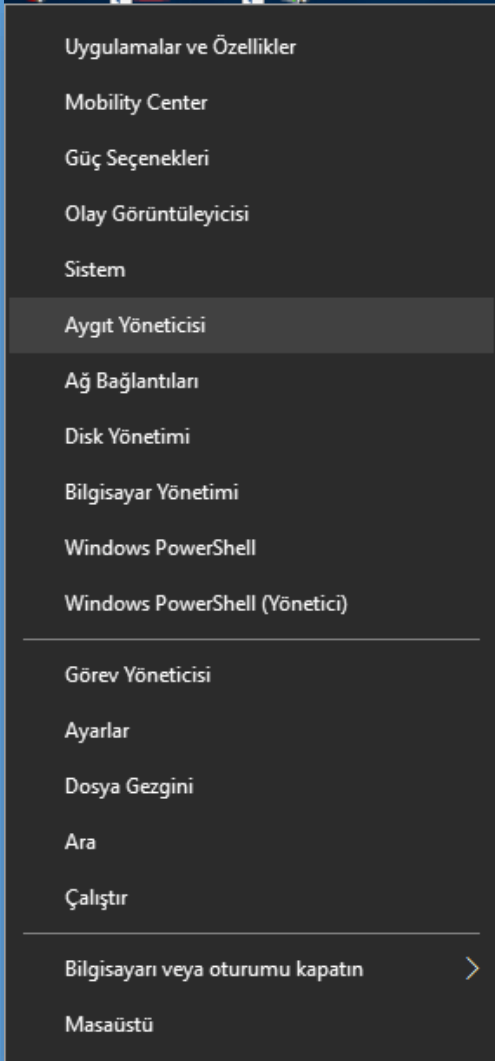 Uygulamalar ve Özellikler
Mobility Center
Güç Seçenekleri
Olay Görüntüleyicisi
Sistem
Aygıt Yöneticisi
Ağ Bağlantıları
Disk Yönetimi
Bilgisayar Yönetimi
Windows PowerShell
Windows PowerShell (Yönetici)
Görev Yöneticisi
Ayarlar
Dosya Gezgini
Ara
Çalıştır
Bilgisayarı veya oturumu kapatın
Masaüstü